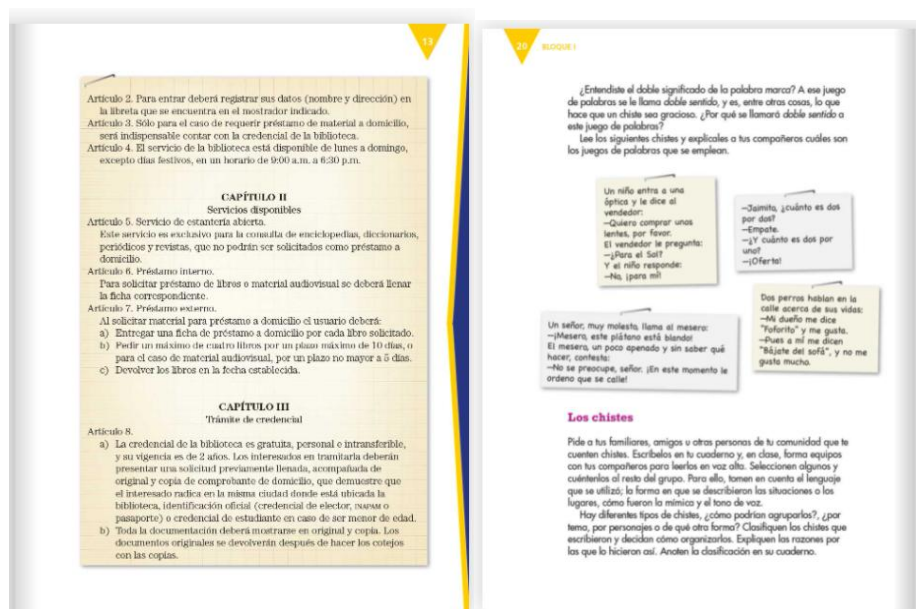 13
Artículo 2. Para entrar deberá registrar sus datos (nombre y dirección) en
la libreta que se encuentra en el mostrador indicado.
Artículo 3. Sólo para el caso de requerir préstamo de material a domicilio,
será indispensable contar con la credencial de la biblioteca.
Artículo 4. El servicio de la biblioteca está disponible de lunes a domingo,
excepto días festivos, en un horario de 9:00 a.m. a 6:30 p.m.
CAPÍTULO II
Servicios disponibles
Artículo 5. Servicio de estantería abierta.
Este servicio es exclusivo para la consulta de enciclopedias, diccionarios,
periódicos y revistas, que no podrán ser solicitados como préstamo a
domicilio.
Artículo 6. Préstamo interno.
Para solicitar préstamo de libros o material audiovisual se deberá llenar
la ficha correspondiente.
Artículo 7. Préstamo externo.
Al solicitar material para préstamo a domicilio el usuario deberá:
a) Entregar una ficha de préstamo a domicilio por cada libro solicitado.
b) Pedir un máximo de cuatro libros por un plazo máximo de 10 días, o
para el caso de material audiovisual, por un plazo no mayor a 5 días.
c) Devolver los libros en la fecha establecida.
CAPÍTULO III
Trámite de credencial
Artículo 8.
a) La credencial de la biblioteca es gratuita, personal e intransferible,
y su vigencia es de 2 años. Los interesados en tramitarla deberán
presentar una solicitud previamente llenada, acompañada de
original y copia de comprobante de domicilio, que demuestre que
el interesado radica en la misma ciudad donde está ubicada la
biblioteca, identificación oficial (credencial de elector, INAPAM o
pasaporte) o credencial de estudiante en caso de ser menor de edad.
b) Toda la documentación deberá mostrarse en original y copia. Los
documentos originales se devolverán después de hacer los cotejos
con las copias.
20 BLOQUE I
¿Entendiste el doble significado de la palabra marca? A ese juego
de palabras se le llama doble sentido, y es, entre otras cosas, lo que
hace que un chiste sea gracioso. ¿Por qué se llamará doble sentido a
este juego de palabras?
Lee los siguientes chistes y explícales a tus compañeros cuáles son
los juegos de palabras que se emplean.
Un niño entra a una
óptica y le dice al
vendedor:
—Quiero comprar unos
lentes, por favor.
El vendedor le pregunta:
—¿Para el Sol?
Y el niño responde:
—No, ¡para mí!
—Jaimito, ¿cuánto es dos
por dos?
—Empate.
—¿Y cuánto es dos por
uno?
—¡Oferta!
Un señor, muy molesto, llama al mesero:
—¡Mesero, este plátano está blando!
El mesero, un poco apenado y sin saber qué
hacer, contesta:
—No se preocupe, señor. ¡En este momento le
ordeno que se calle!
Dos perros hablan en la
calle acerca de sus vidas:
—Mi dueño me dice
"Foforito" y me gusta.
—Pues a mí me dicen
"Bájate del sofá", y no me
gusta mucho.
Los chistes
Pide a tus familiares, amigos u otras personas de tu comunidad que te
cuenten chistes. Escríbelos en tu cuaderno y, en clase, forma equipos
con tus compañeros para leerlos en voz alta. Seleccionen algunos y
cuéntenlos al resto del grupo. Para ello, tomen en cuenta el lenguaje
que se utilizó; la forma en que se describieron las situaciones o los
lugares, cómo fueron la mímica y el tono de voz.
Hay diferentes tipos de chistes, ¿cómo podrían agruparlos?, ¿por
tema, por personajes o de qué otra forma? Clasifiquen los chistes que
escribieron y decidan cómo organizarlos. Expliquen las razones por
las que lo hicieron así. Anoten la clasificación en su cuaderno.